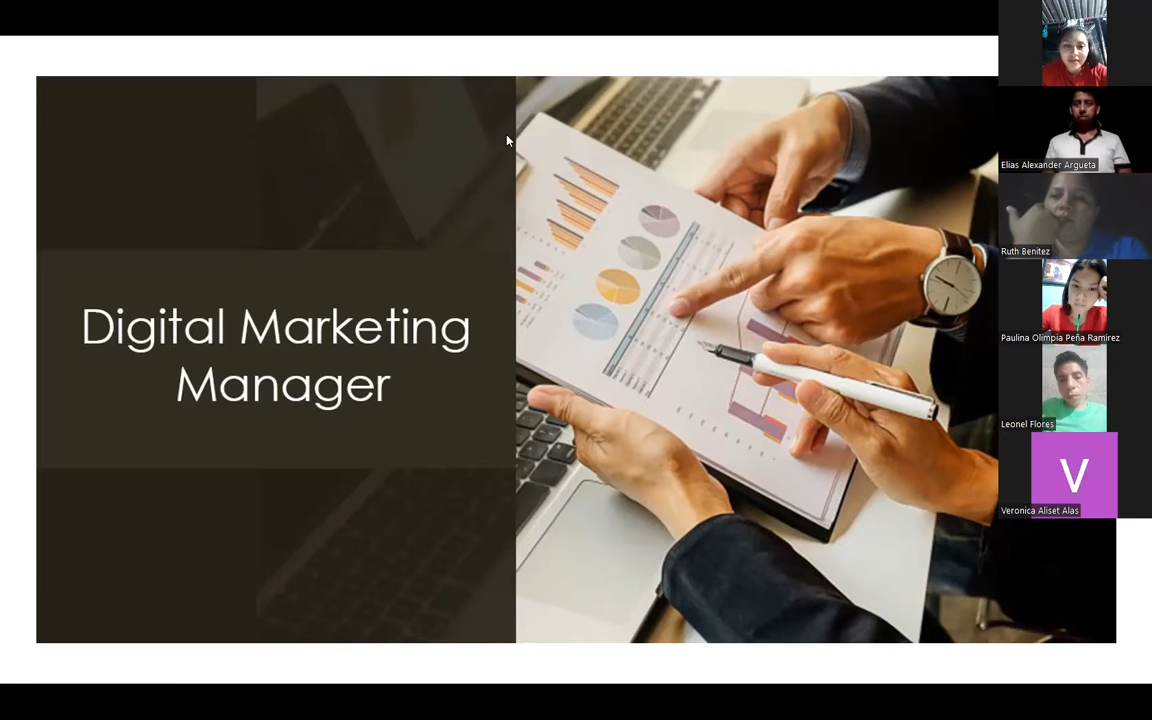 Digital Marketing
Manager
Elias Alexander Argueta
Ruth Benitez
Paulina Olimpia Peña Ramirez
Leonel Flores
V
Veronica Aliset Alas